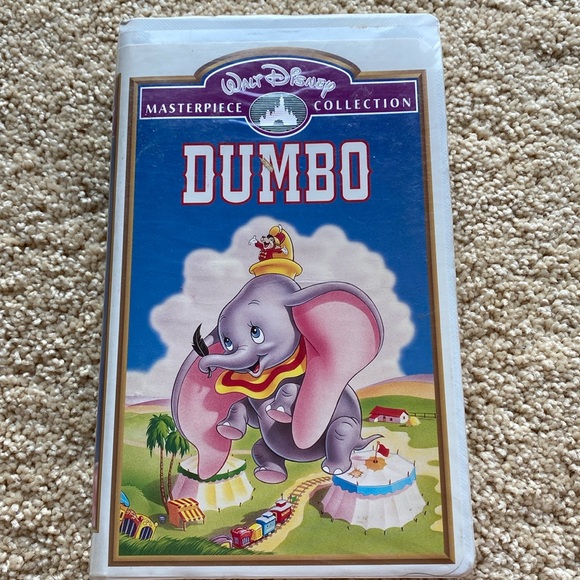 WALT DISNEY
MASTERPIECE COLLECTION
DUMBO